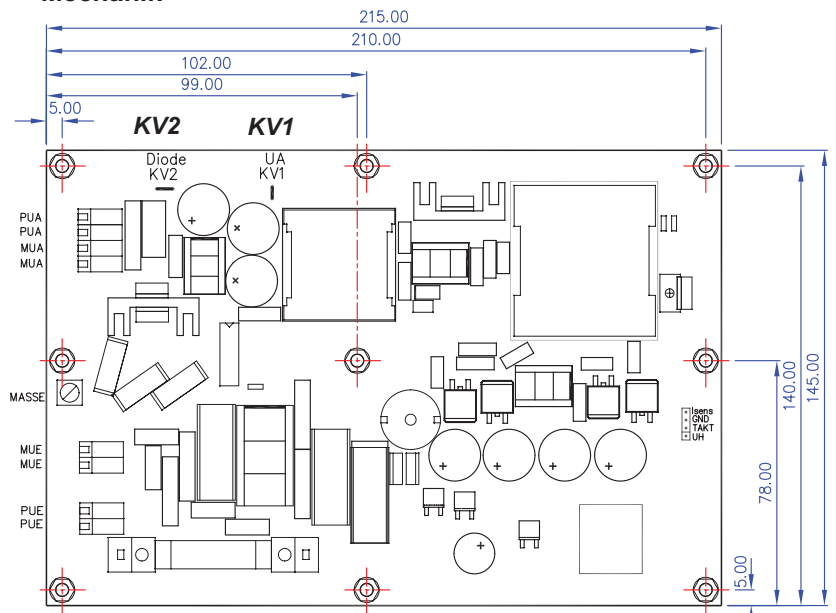 215.00
210.00
102.00
99.00
5.00
KV2 KV1
Diode UA
KV2 KV1
PUA
PUA
MUA
MUA
MASSE
Isens
GND
TAKT
UH
MUE
MUE
PUE
PUE
78.00
140.00
145.00
5.00